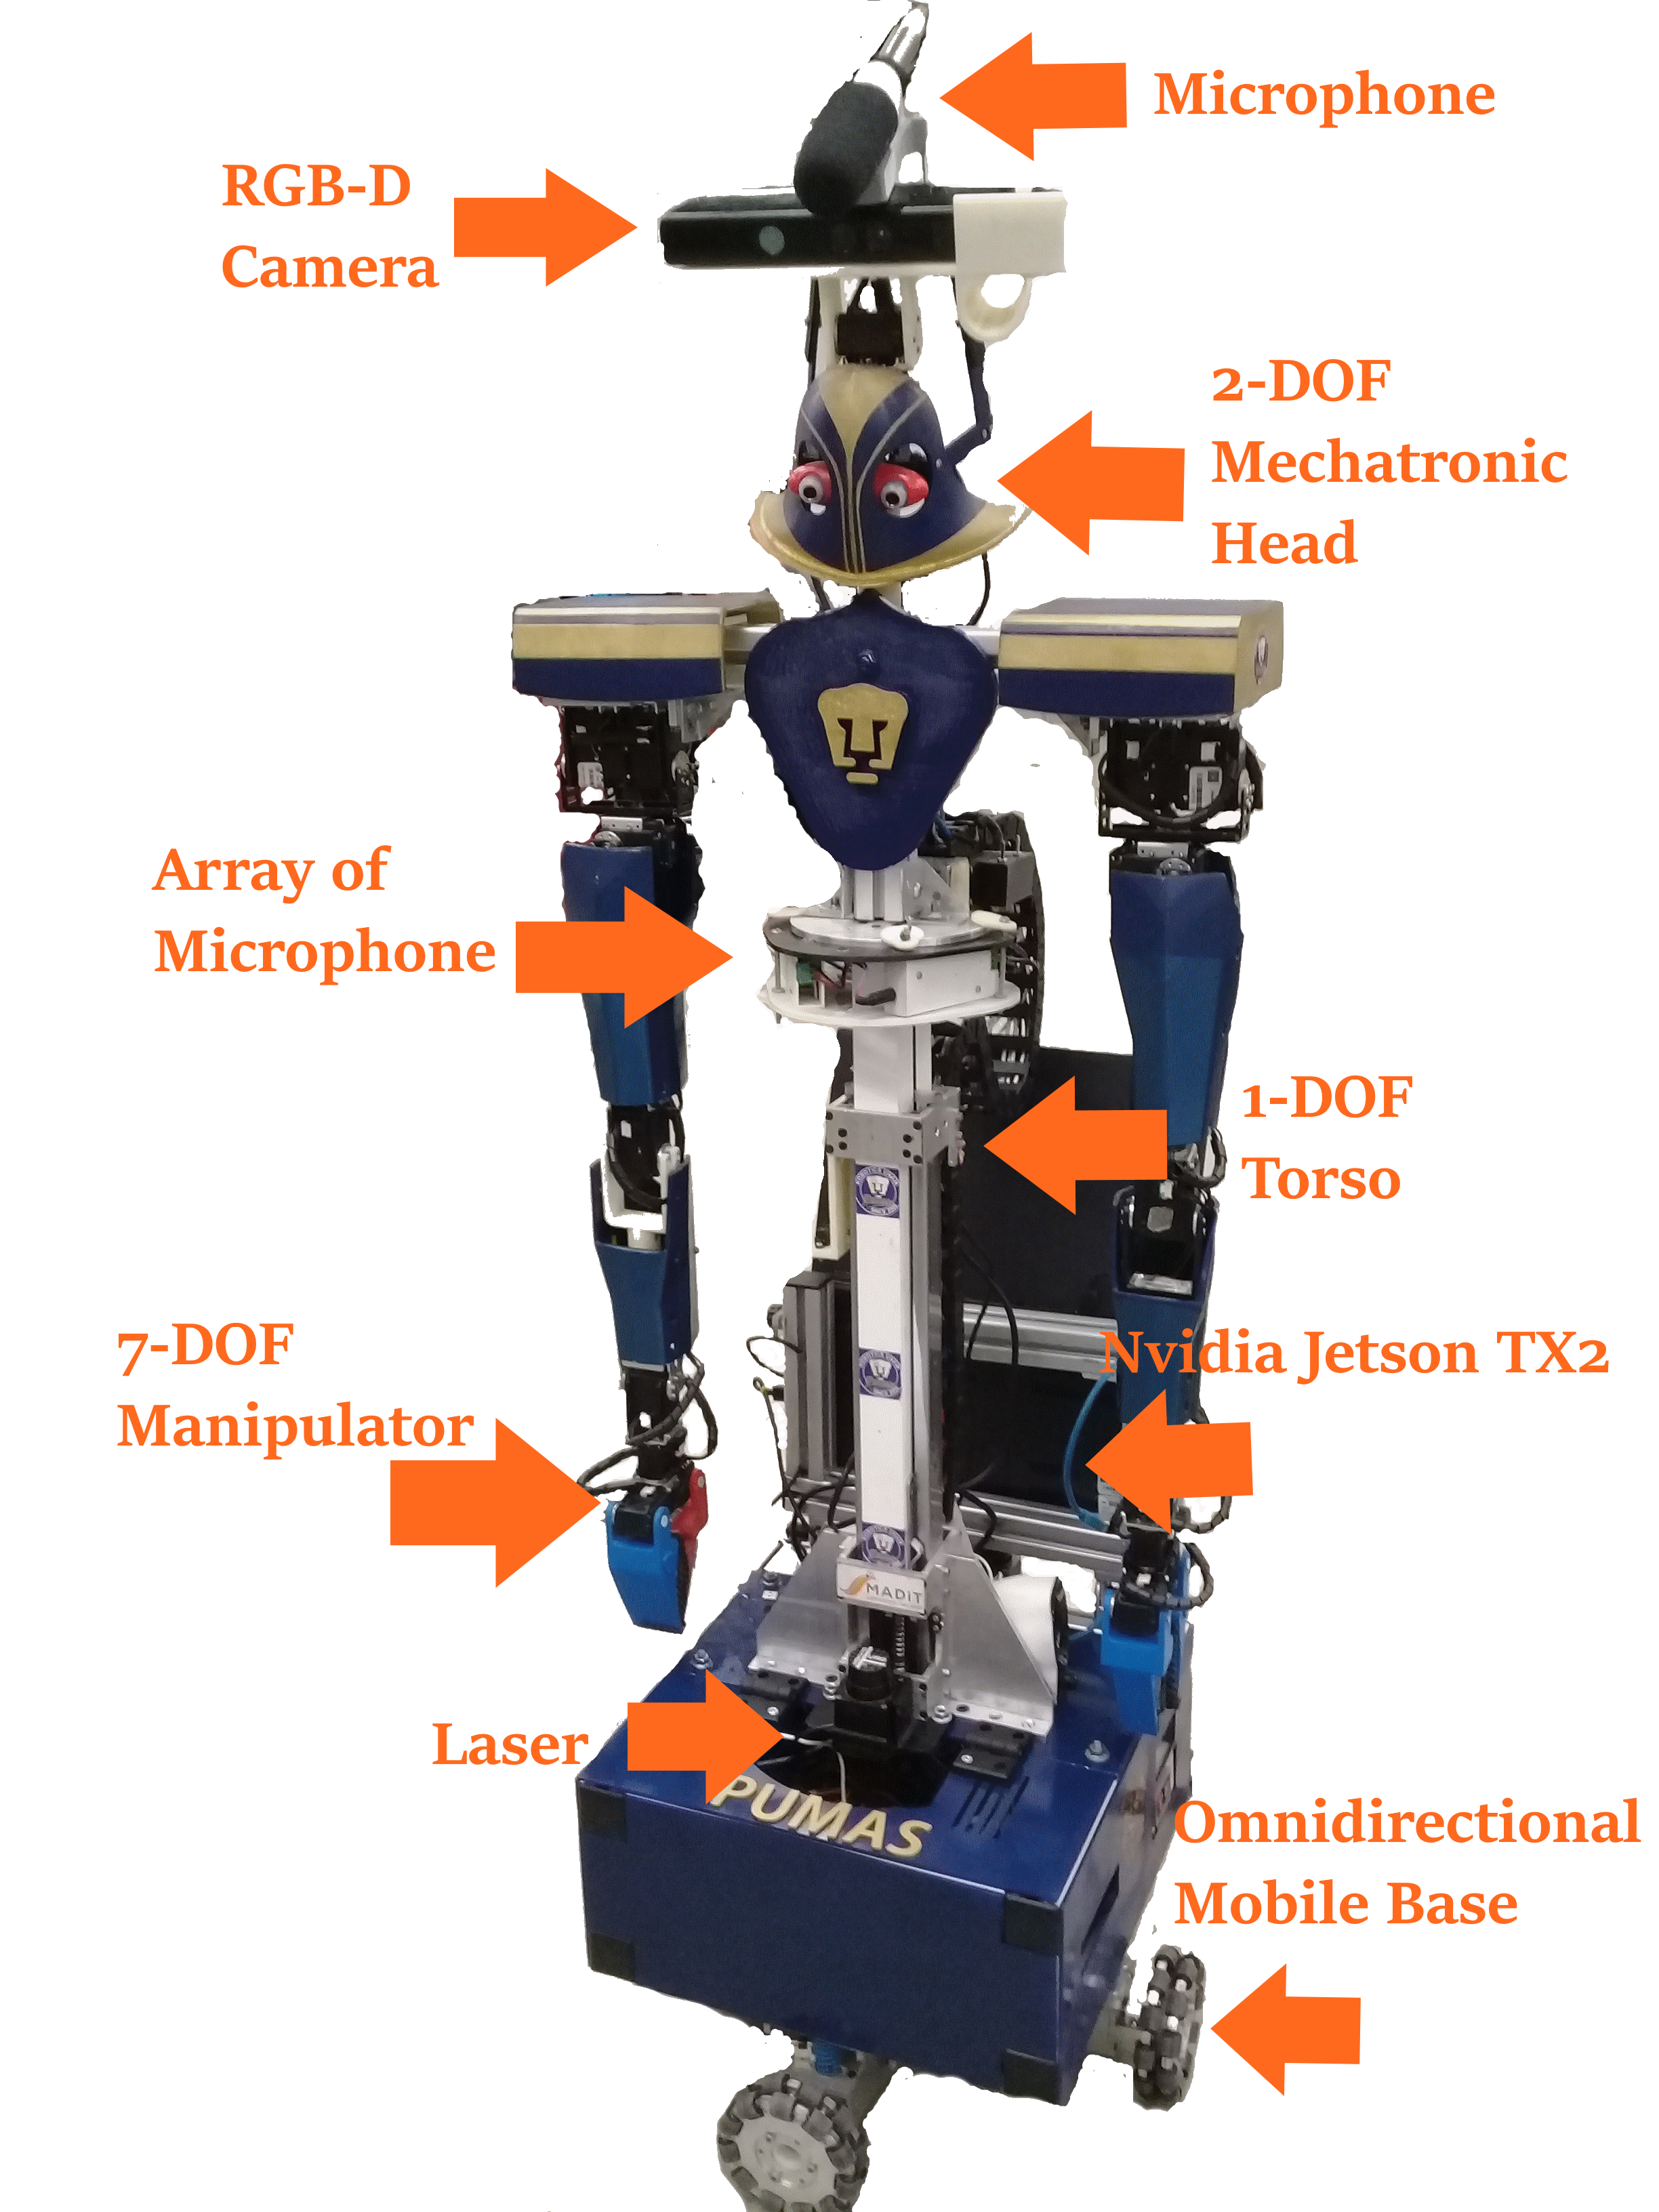 Microphone
RGB-D
Camera
2-DOF
Mechatronic
Head
Array of
Microphone
1-DOF
Torso
7-DOF
Manipulator
Nvidia Jetson TX2
MADIT
Laser
PUMAS
Omnidirectional
Mobile Base